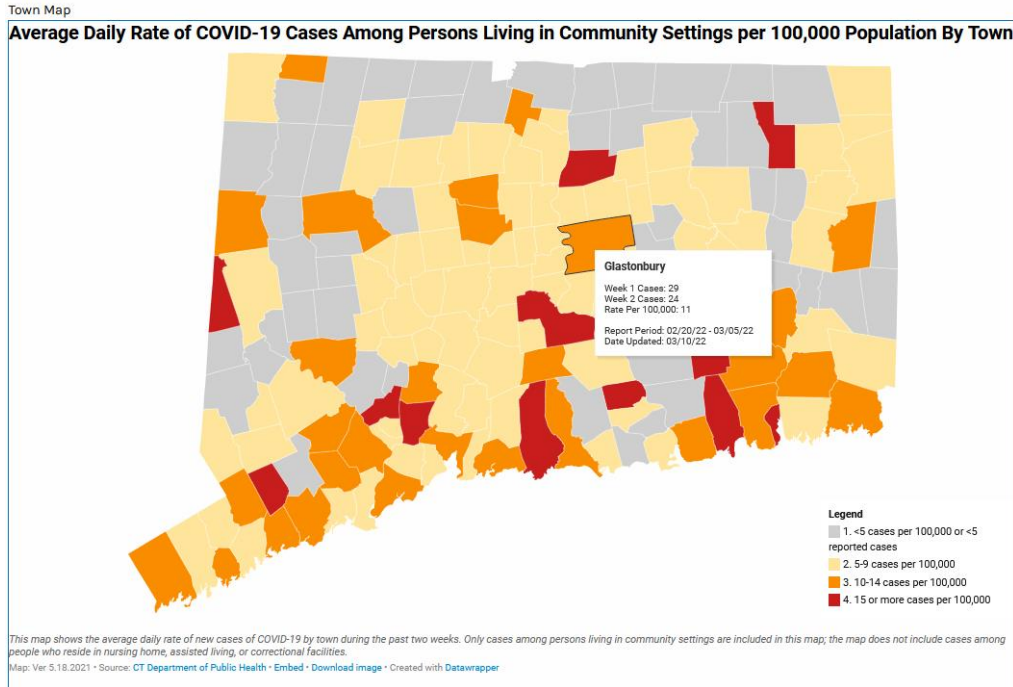 Town Map
Average Daily Rate of COVID-19 Cases Among Persons Living in Community Settings per 100,000 Population By Town
Glastonbury
Week 1 Cases: 29
Week 2 Cases: 24
Rate Per 100,000: 11
Report Period: 02/20/22 - 03/05/22
Date Updated: 03/10/22
Legend
1. <5 cases per 100,000 or <5
reported cases
2. 5-9 cases per 100,000
3. 10-14 cases per 100,000
4. 15 or more cases per 100,000
This map shows the average daily rate of new cases of COVID-19 by town during the past two weeks. Only cases among persons living in community settings are included in this map; the map does not include cases among
people who reside in nursing home, assisted living, or correctional facilities.
Map: Ver 5.18.2021 • Source: CT Department of Public Health • Embed • Download image • Created with Datawrapper